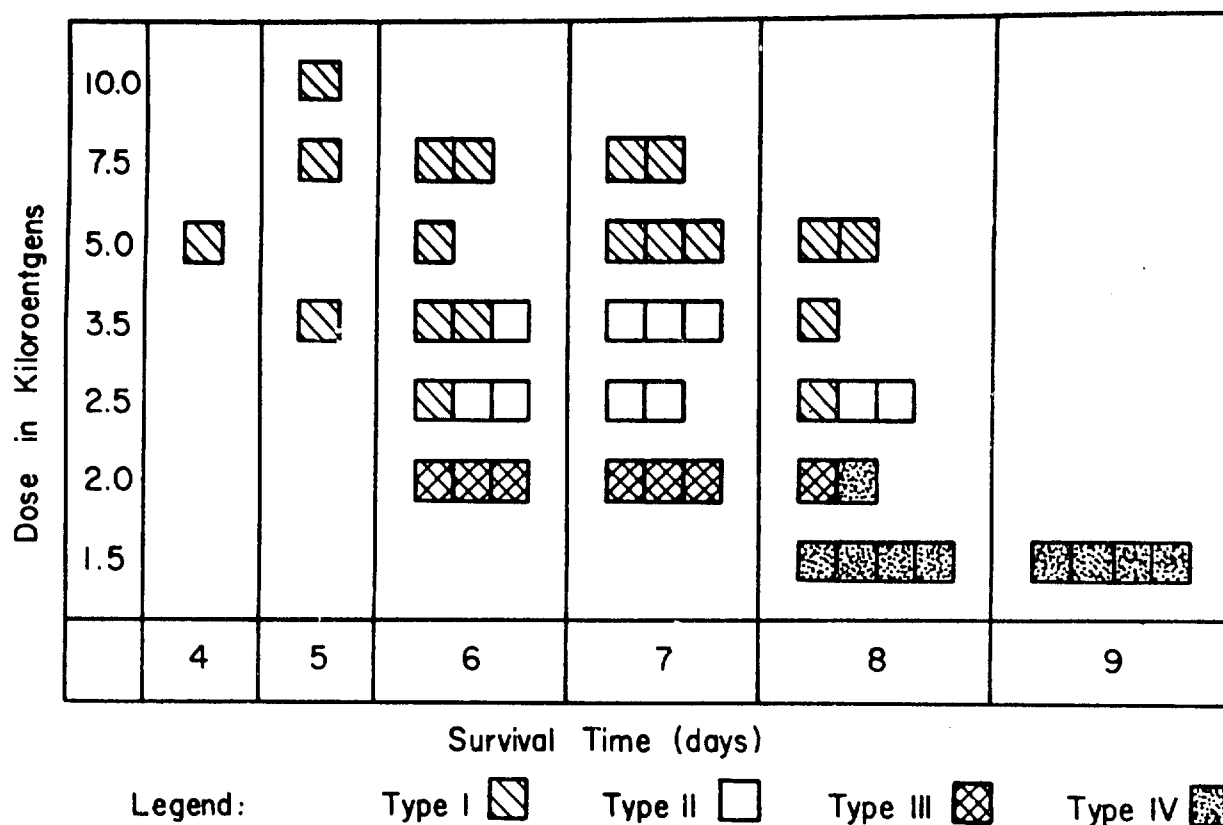 Dose in Kiloroentgens
10.0
7.5
5.0
3.5
2.5
2.0
1.5
4 5 6 7 8 9
Survival Time (days)
Legend: Type I Type II Type III Type IV